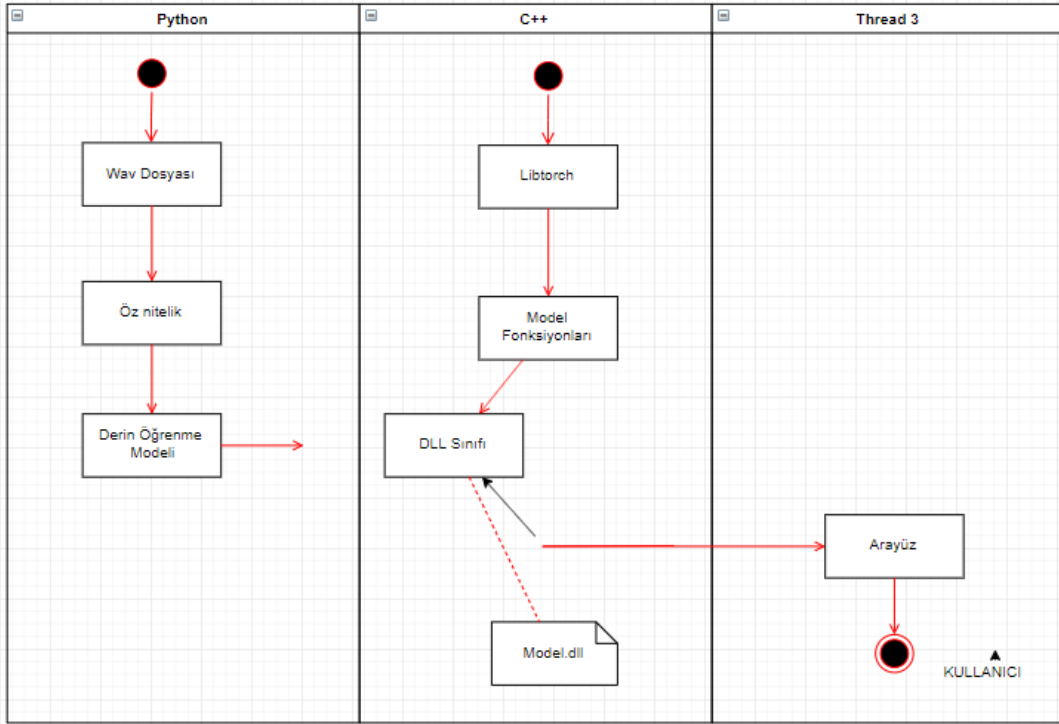 Python
C++
Thread 3
Wav Dosyası
Libtorch
Öz nitelik
Model
Fonksiyonları
Derin Öğrenme
Modeli
DLL Sınıfı
Arayüz
Model.dll
KULLANICI